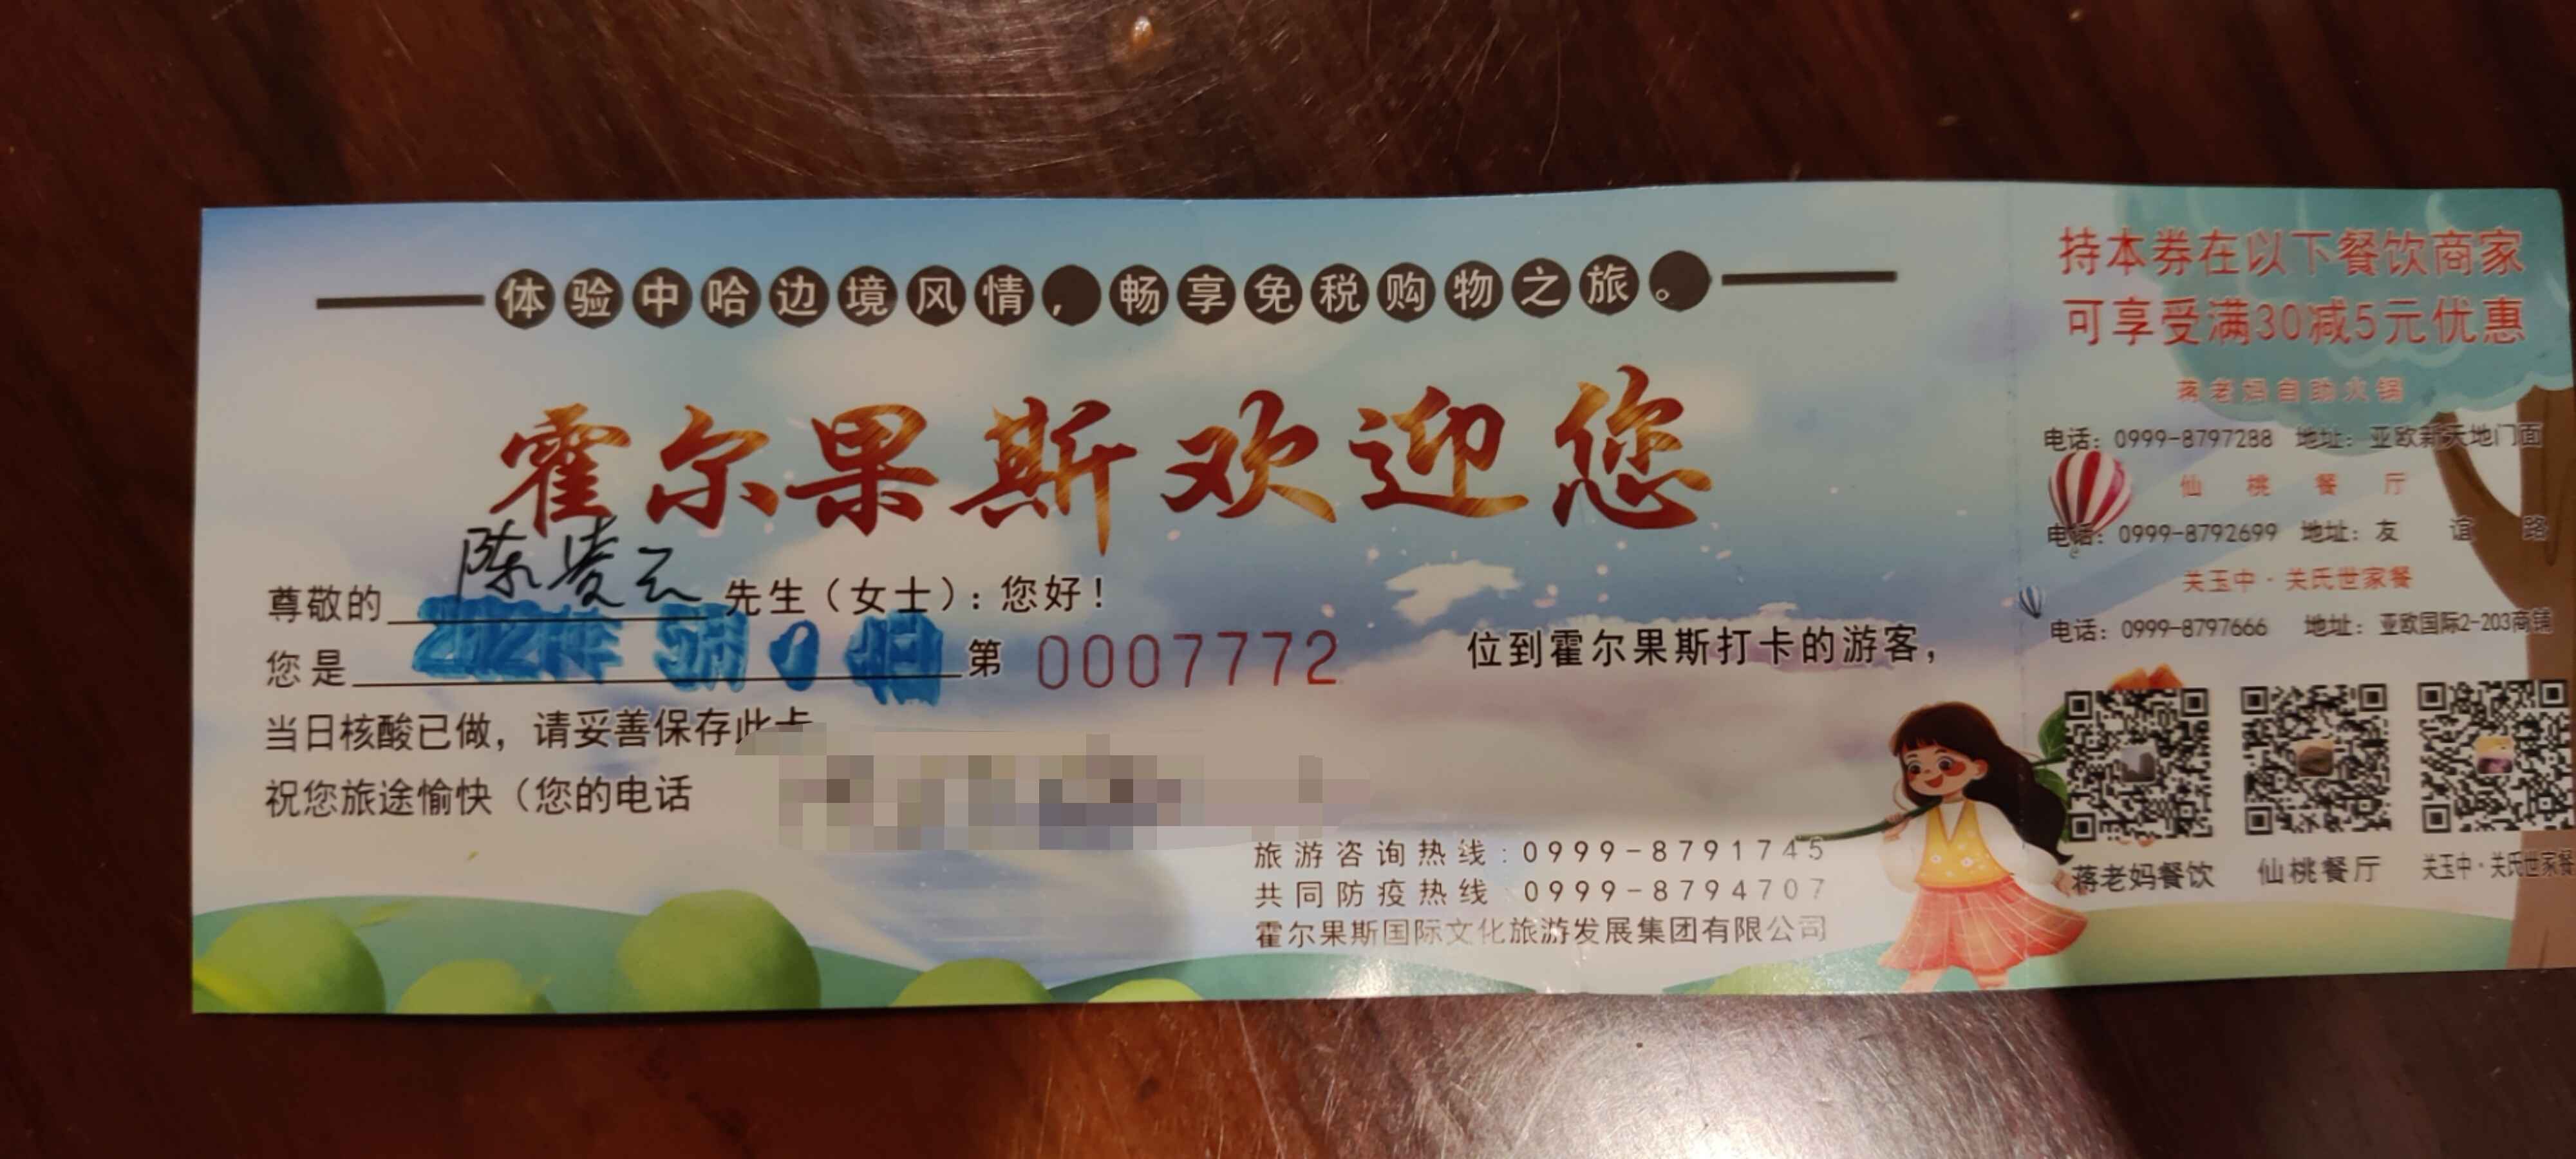 体验中哈边境风情，畅享免税购物之旅。
霍尔果斯欢迎您
尊敬的 陈凌云 先生（女士）：您好！
您是 第 0007772 位到霍尔果斯打卡的游客，
当日核酸已做，请妥善保存此卡
祝您旅途愉快（您的电话
旅游咨询热线：0999-8791745
共同防疫热线 0999-8794707
霍尔果斯国际文化旅游发展集团有限公司
持本券在以下餐饮商家
可享受满30减5元优惠
蒋老妈自助火锅
电话：0999-8797288 地址：亚欧新天地门面
仙桃餐厅
电话：0999-8792699 地址：友谊路
关玉中·关氏世家餐
电话：0999-8797666 地址：亚欧国际2-203商铺
蒋老妈餐饮 仙桃餐厅 关玉中·关氏世家餐